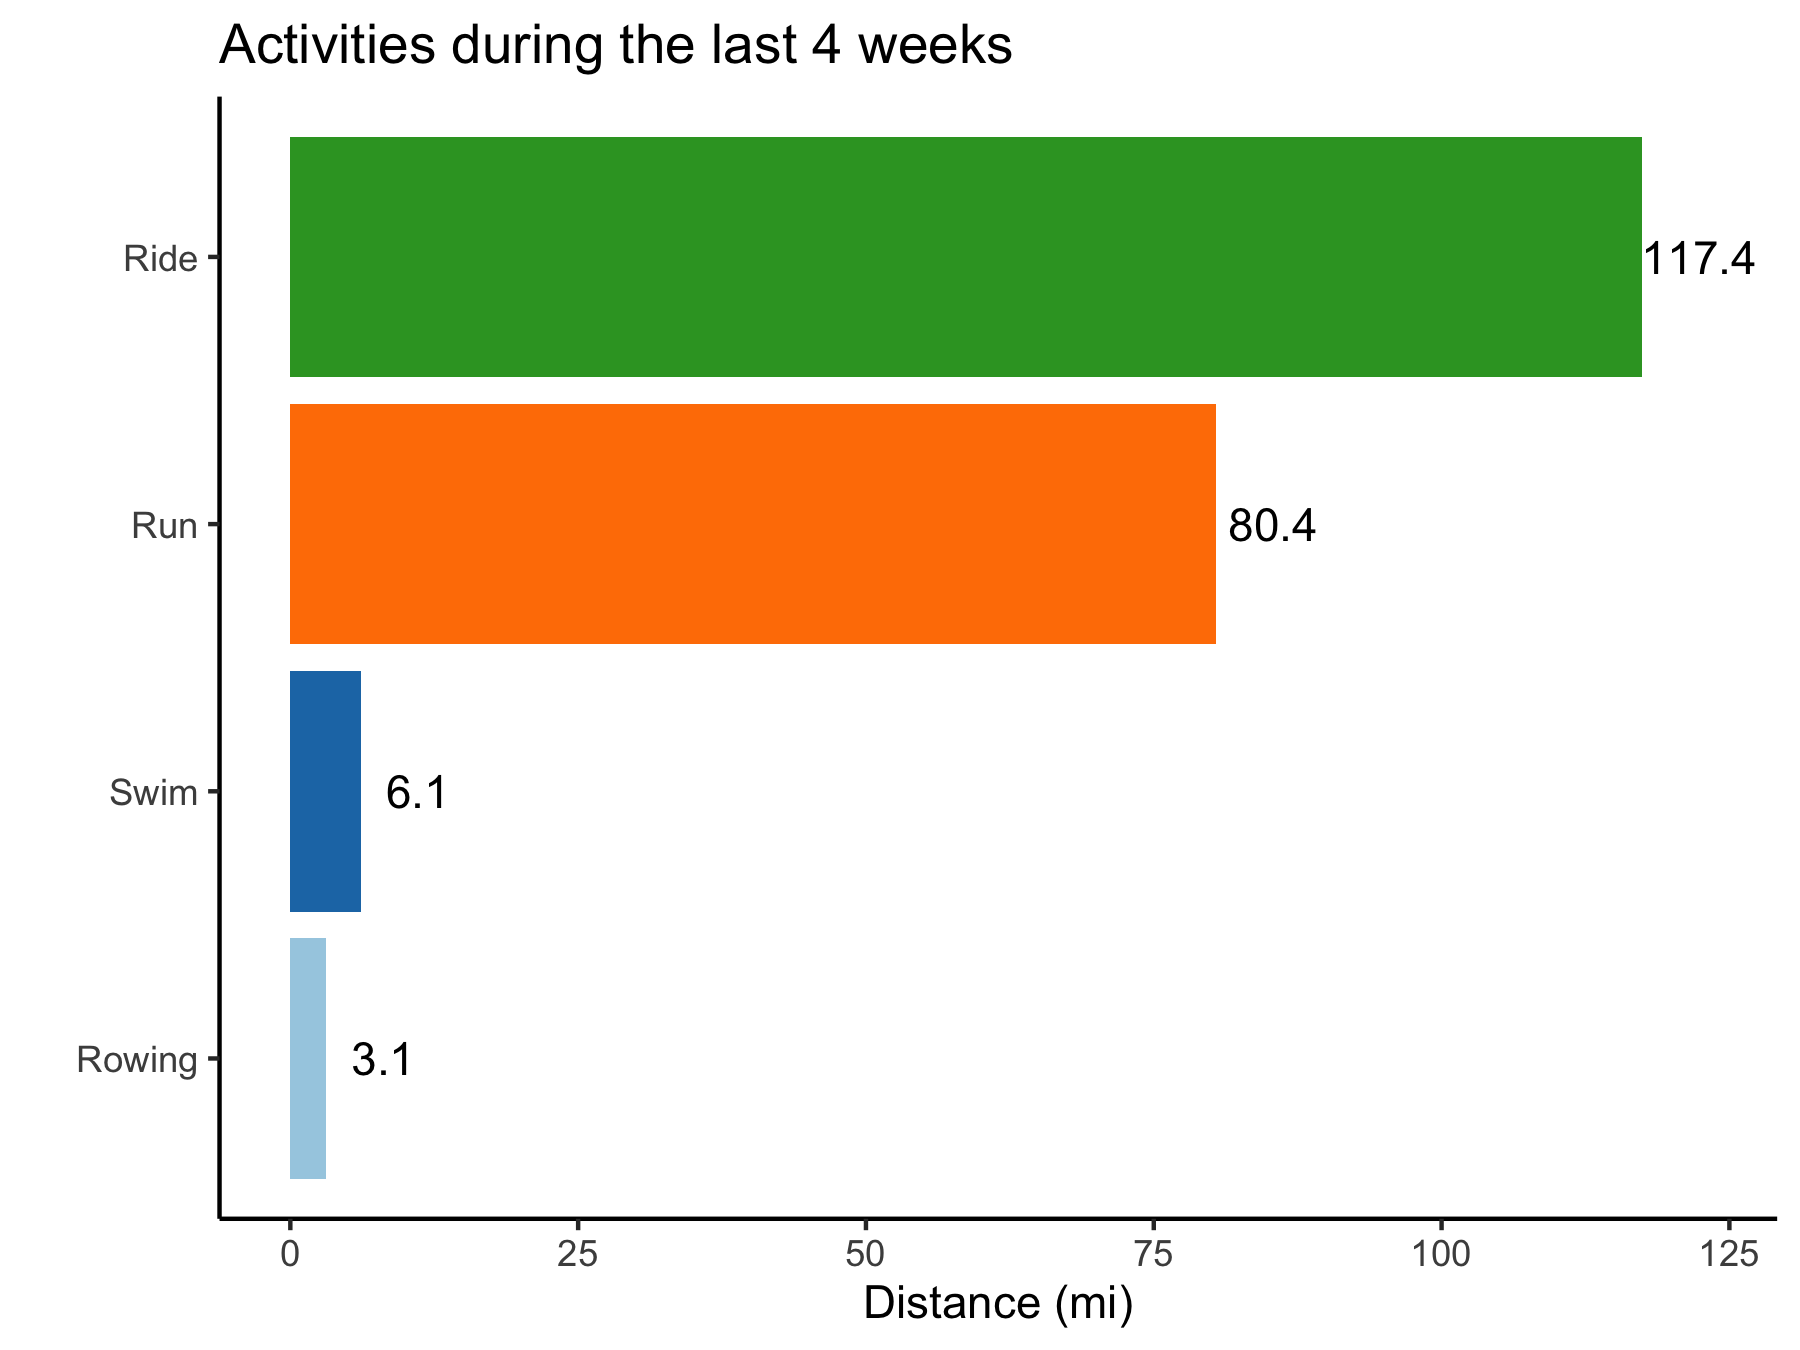 Activities during the last 4 weeks
Ride
117.4
Run
80.4
Swim
6.1
Rowing
3.1
0 25 50 75 100 125
Distance (mi)